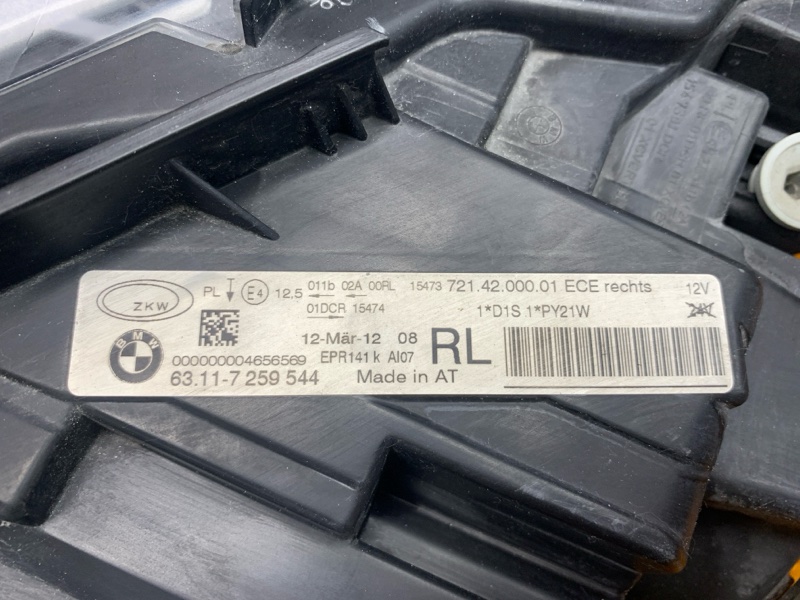 ZKW
PL E4 12.5 011b 02A 00RL 15473 721.42.000.01 ECE rechts 12V
01DCR 15474 1*D1S 1*PY21W 24V
BMW
12-Mär-12 08
000000004656569 EPR141 k AI07 RL
63.11-7 259 544 Made in AT